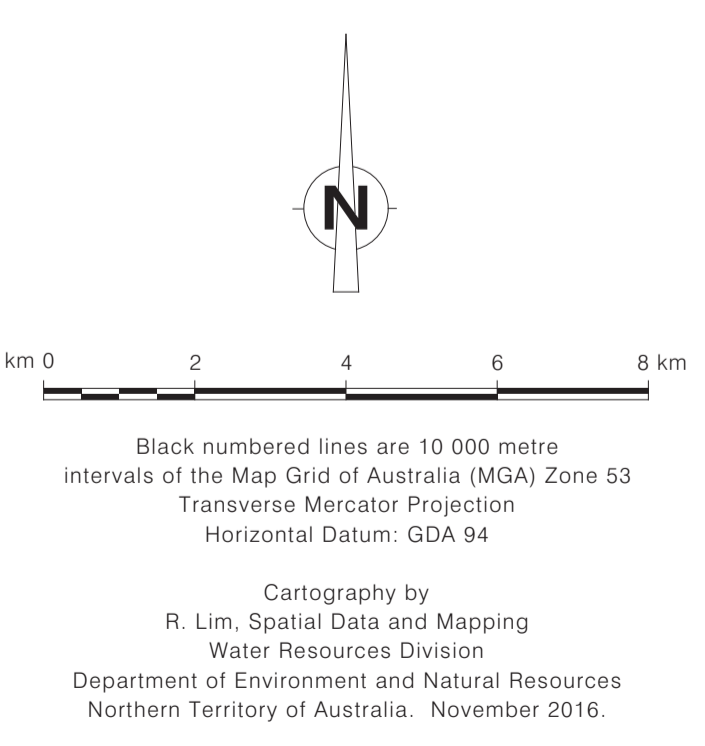 N
km 0 2 4 6 8 km
Black numbered lines are 10 000 metre
intervals of the Map Grid of Australia (MGA) Zone 53
Transverse Mercator Projection
Horizontal Datum: GDA 94
Cartography by
R. Lim, Spatial Data and Mapping
Water Resources Division
Department of Environment and Natural Resources
Northern Territory of Australia.  November 2016.